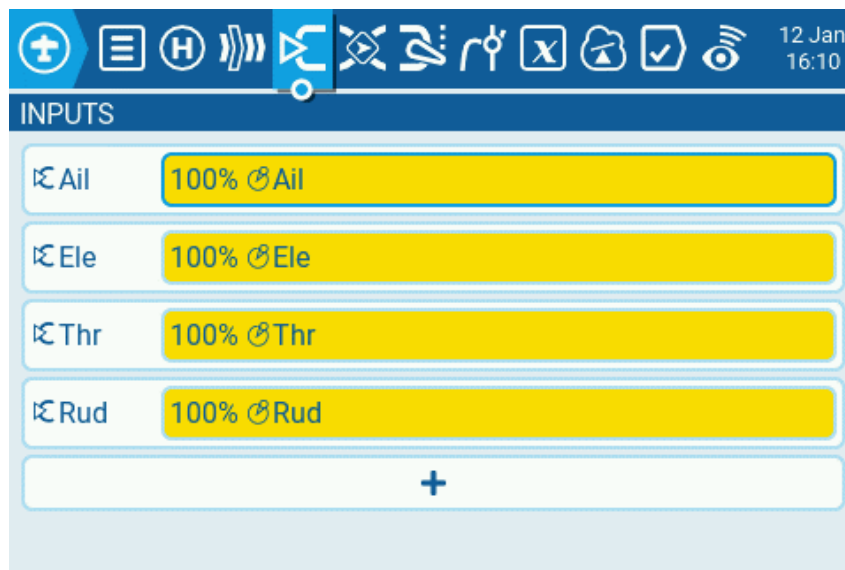 12 Jan
16:10
INPUTS
Ail 100% Ail
Ele 100% Ele
Thr 100% Thr
Rud 100% Rud
+